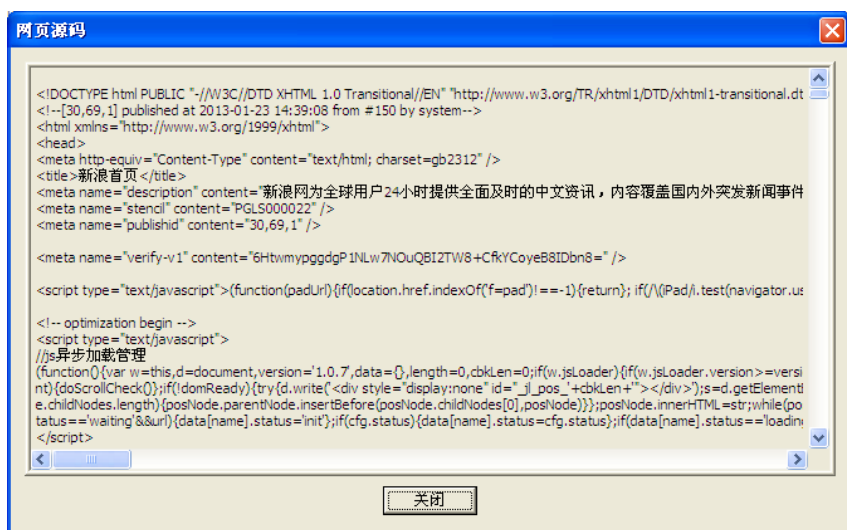 网页源码
<!DOCTYPE html PUBLIC "-//W3C//DTD XHTML 1.0 Transitional//EN" "http://www.w3.org/TR/xhtml1/DTD/xhtml1-transitional.dt
<!--[30,69,1] published at 2013-01-23 14:39:08 from #150 by system-->
<html xmlns="http://www.w3.org/1999/xhtml">
<head>
<meta http-equiv="Content-Type" content="text/html; charset=gb2312" />
<title>新浪首页</title>
<meta name="description" content="新浪网为全球用户24小时提供全面及时的中文资讯，内容覆盖国内外突发新闻事件
<meta name="stencil" content="PGLS000022" />
<meta name="publishid" content="30,69,1" />
<meta name="verify-v1" content="6HtwmypggdgP1NLw7NOuQBI2TW8+CfkYCoyeB8IDbn8=" />
<script type="text/javascript">(function(padUrl){if(location.href.indexOf('f=pad')!==-1){return}; if(/\(iPad/i.test(navigator.us
<!-- optimization begin -->
<script type="text/javascript">
//js异步加载管理
(function(){var w=this,d=document,version='1.0.7',data={},length=0,cbkLen=0;if(w.jsLoader){if(w.jsLoader.version>=versi
nt){doScrollCheck()};if(!domReady){try{d.write('<div style="display:none" id="_jl_pos_'+cbkLen+'"></div>');s=d.getElement
e.childNodes.length){posNode.parentNode.insertBefore(posNode.childNodes[0],posNode)}};posNode.innerHTML=str;while(po
tatus=='waiting'&&url){data[name].status='init'};if(cfg.status){data[name].status=cfg.status};if(data[name].status=='loadin
</script>
关闭